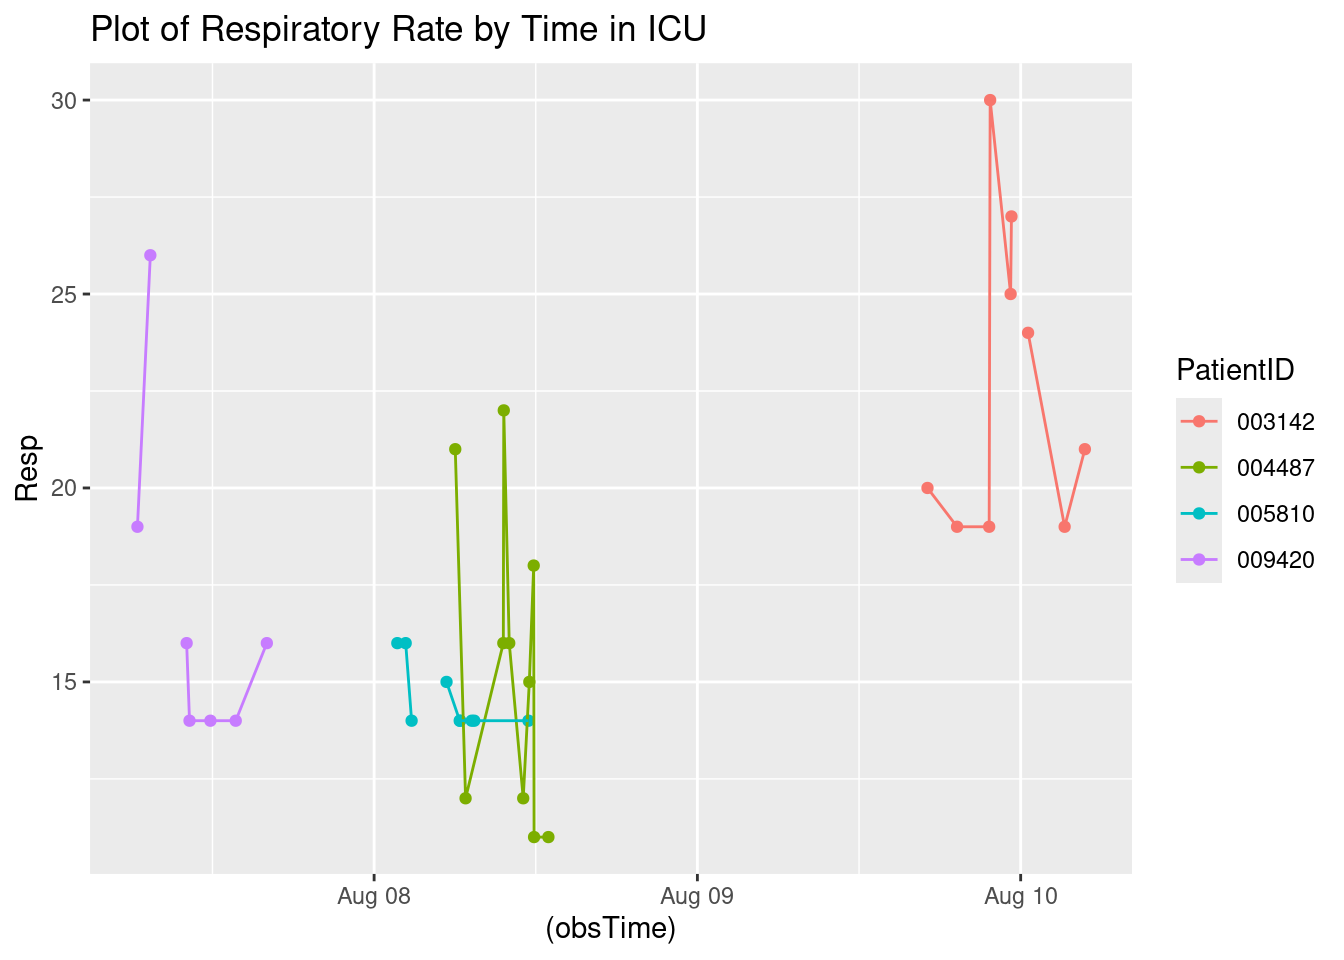 Plot of Respiratory Rate by Time in ICU
30
25
20
15
Resp
Aug 08
Aug 09
Aug 10
(obsTime)
PatientID
003142
004487
005810
009420